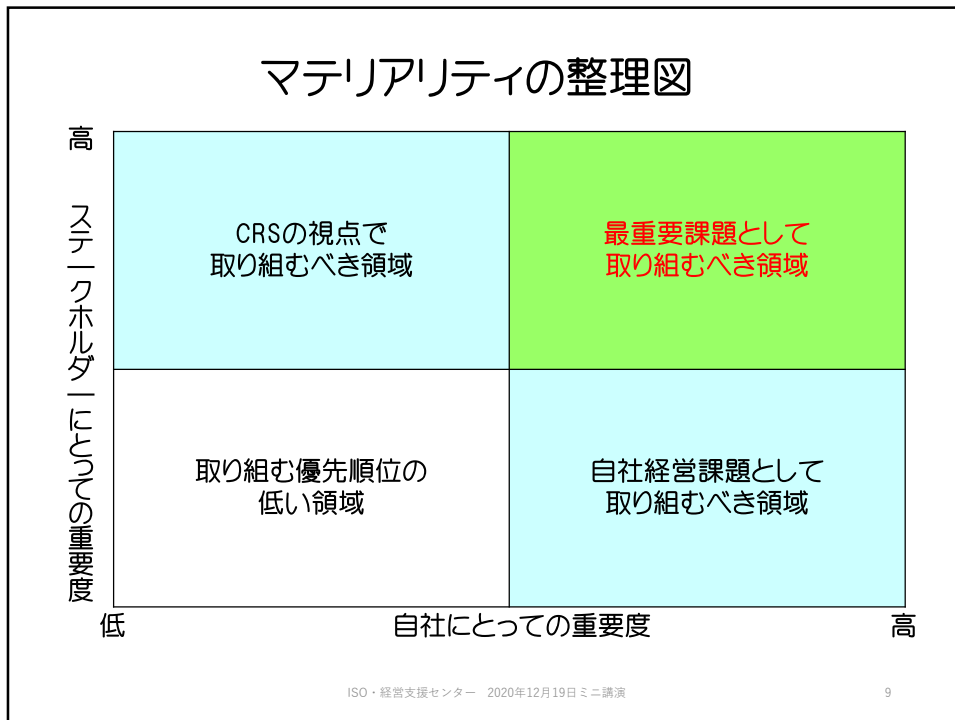 マテリアリティの整理図
高
ステークホルダーにとっての重要度
CRSの視点で
取り組むべき領域
最重要課題として
取り組むべき領域
取り組む優先順位の
低い領域
自社経営課題として
取り組むべき領域
低
自社にとっての重要度
高
ISO・経営支援センター　2020年12月19日ミニ講演
9